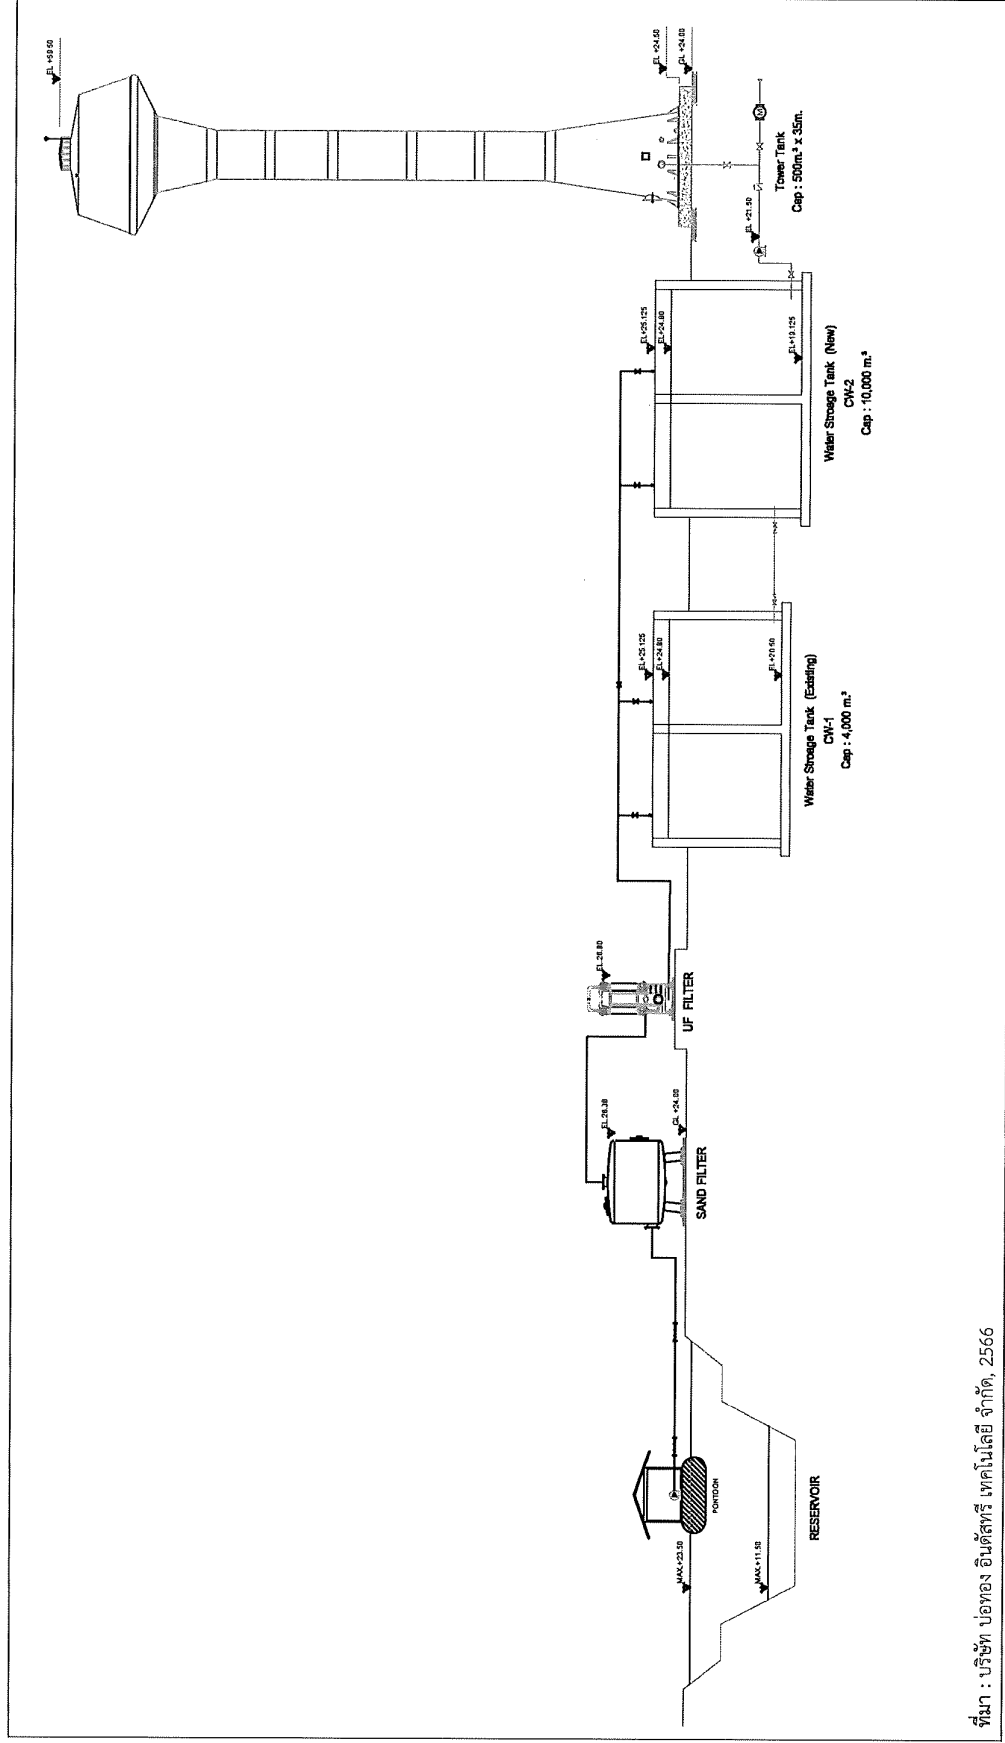 MAX.+23.50
MAX.+11.50
PONTOON
RESERVOIR
EL.26.38
GL +24.00
SAND FILTER
EL.26.80
UF FILTER
EL+25.125
EL+24.80
EL+20.50
Water Stroage Tank (Existing)
CW-1
Cap : 4,000 m.³
EL+25.125
EL+24.80
EL+19.125
Water Stroage Tank (New)
CW-2
Cap : 10,000 m.³
EL +59.50
EL +24.50
GL +24.00
EL +21.50
M
Tower Tank
Cap : 500m.³ x 35m.
ที่มา : บริษัท บ่อทอง อินดัสทรี เทคโนโลยี จำกัด, 2566